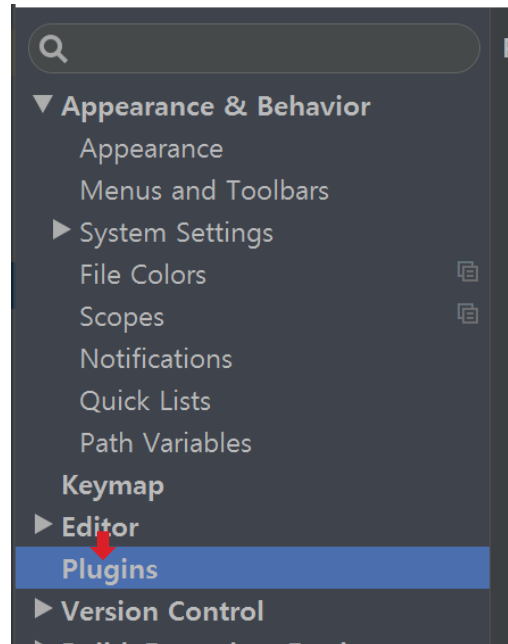 Appearance & Behavior
Appearance
Menus and Toolbars
System Settings
File Colors
Scopes
Notifications
Quick Lists
Path Variables
Keymap
Editor
Plugins
Version Control